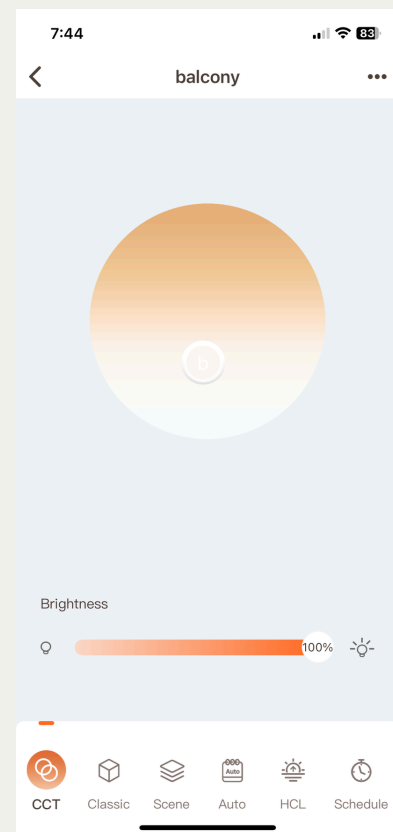 7:44
83
balcony
b
Brightness
100%
Auto
CCT Classic Scene Auto HCL Schedule